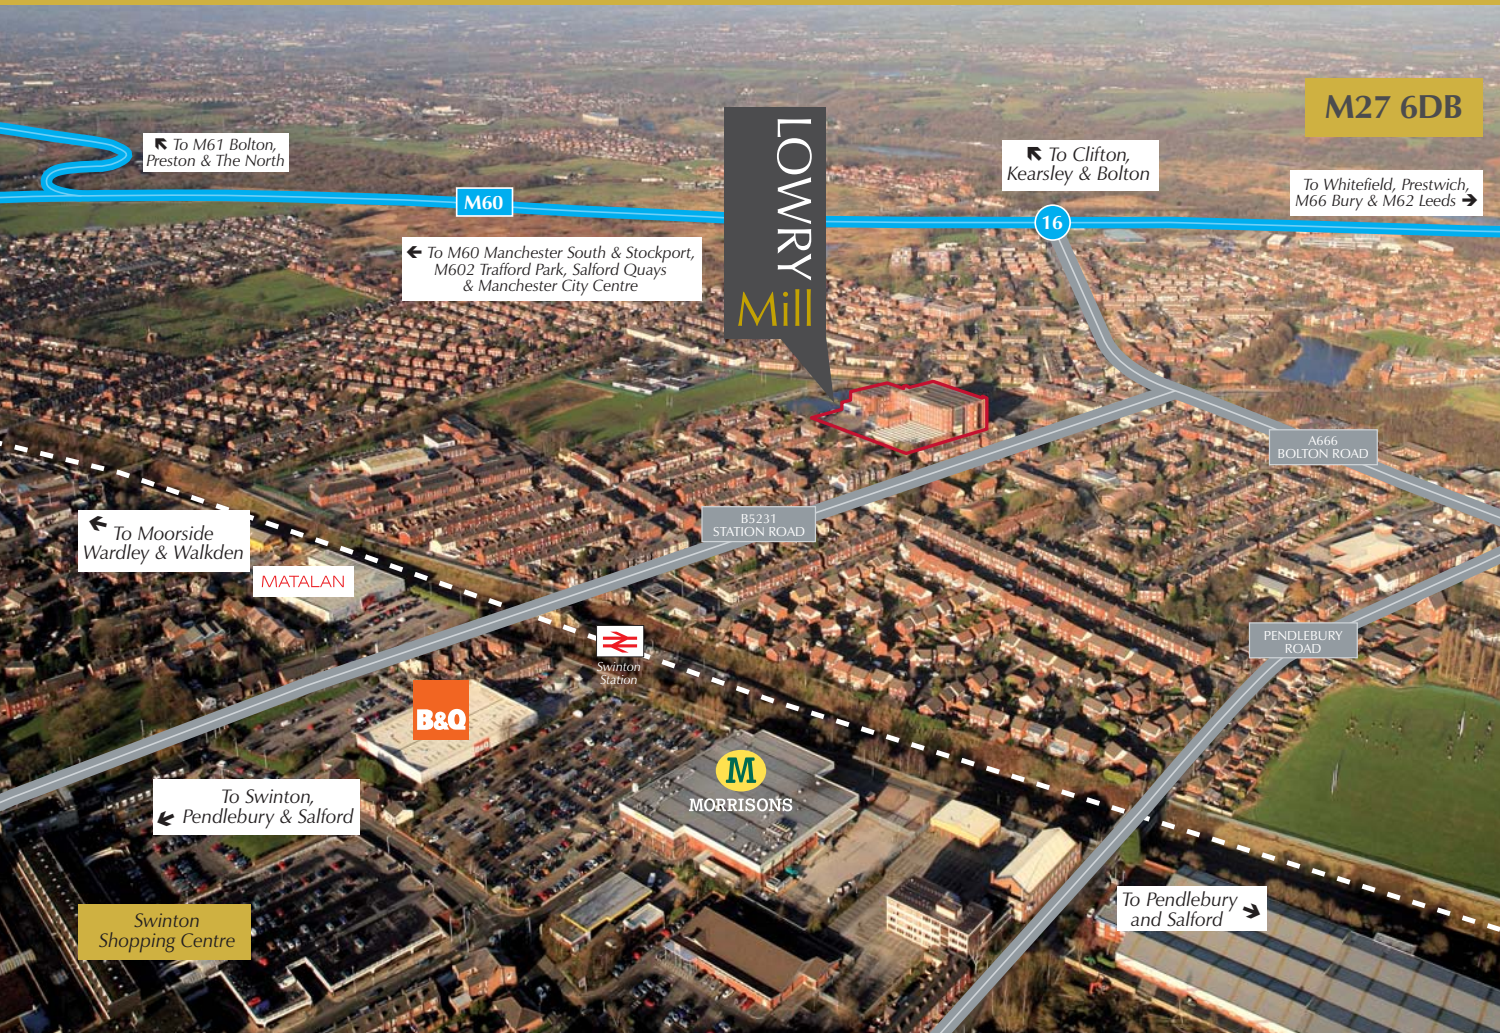 M27 6DB
To M61 Bolton,
Preston & The North
To Clifton,
Kearsley & Bolton
To Whitefield, Prestwich,
M66 Bury & M62 Leeds
M60
16
LOWRY
Mill
To M60 Manchester South & Stockport,
M602 Trafford Park, Salford Quays
& Manchester City Centre
A666
BOLTON ROAD
B5231
STATION ROAD
To Moorside
Wardley & Walkden
MATALAN
Swinton
Station
PENDLEBURY
ROAD
B&Q
M
MORRISONS
To Swinton,
Pendlebury & Salford
To Pendlebury
and Salford
Swinton
Shopping Centre